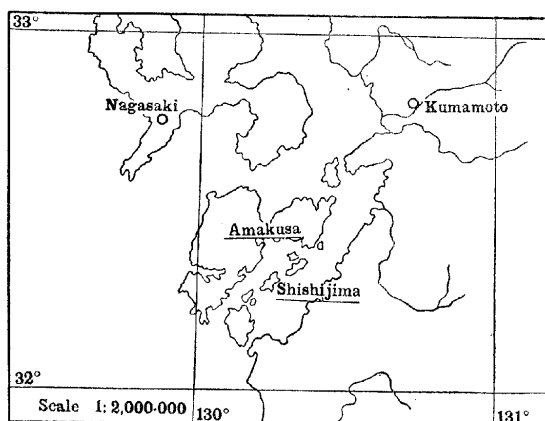 33°
Nagasaki
Kumamoto
Amakusa
Shishijima
32°
Scale 1:2,000·000
130°
131°